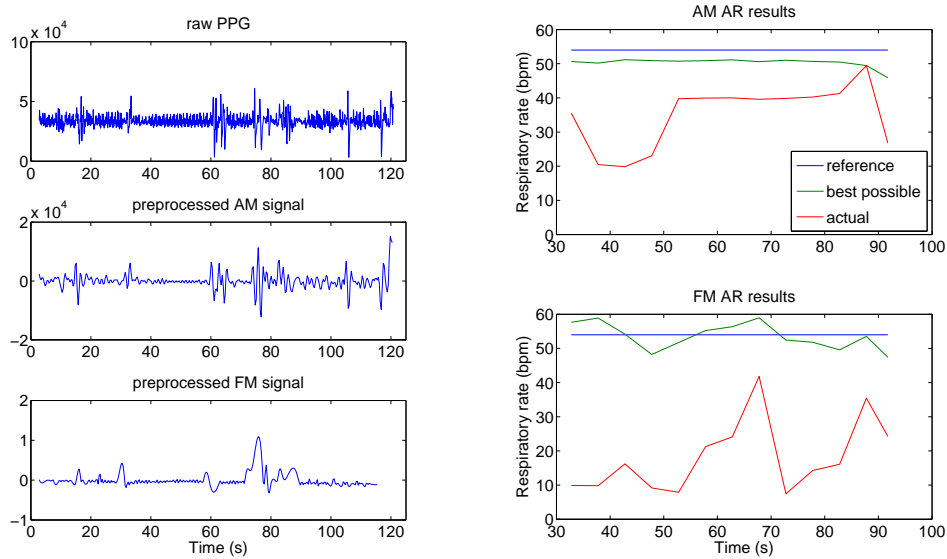 raw PPG
x 10^4
10
5
0
0 20 40 60 80 100 120
preprocessed AM signal
x 10^4
2
0
−2
0 20 40 60 80 100 120
preprocessed FM signal
2
1
0
−1
0 20 40 60 80 100 120
Time (s)
AM AR results
Respiratory rate (bpm)
60
50
40
30
20
10
0
30 40 50 60 70 80 90 100
reference
best possible
actual
FM AR results
Respiratory rate (bpm)
60
50
40
30
20
10
0
30 40 50 60 70 80 90 100
Time (s)